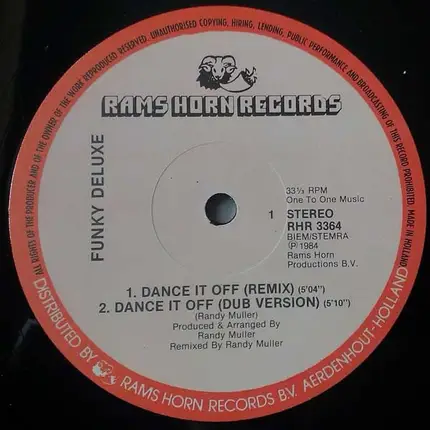 ALL RIGHTS OF THE PRODUCER AND OF THE OWNER OF THE WORK REPRODUCED RESERVED. UNAUTHORISED COPYING, HIRING, LENDING, PUBLIC PERFORMANCE AND BROADCASTING OF THIS RECORD PROHIBITED. MADE IN HOLLAND
RAMS HORN RECORDS
FUNKY DELUXE
33⅓ RPM
One To One Music
1 STEREO
RHR 3364
BIEM/STEMRA
℗ 1984
Rams Horn
Productions B.V.
1. DANCE IT OFF (REMIX) (5'04")
2. DANCE IT OFF (DUB VERSION) (5'10")
(Randy Muller)
Produced & Arranged By
Randy Muller
Remixed By Randy Muller
DISTRIBUTED BY RAMS HORN RECORDS B.V. AERDENHOUT-HOLLAND